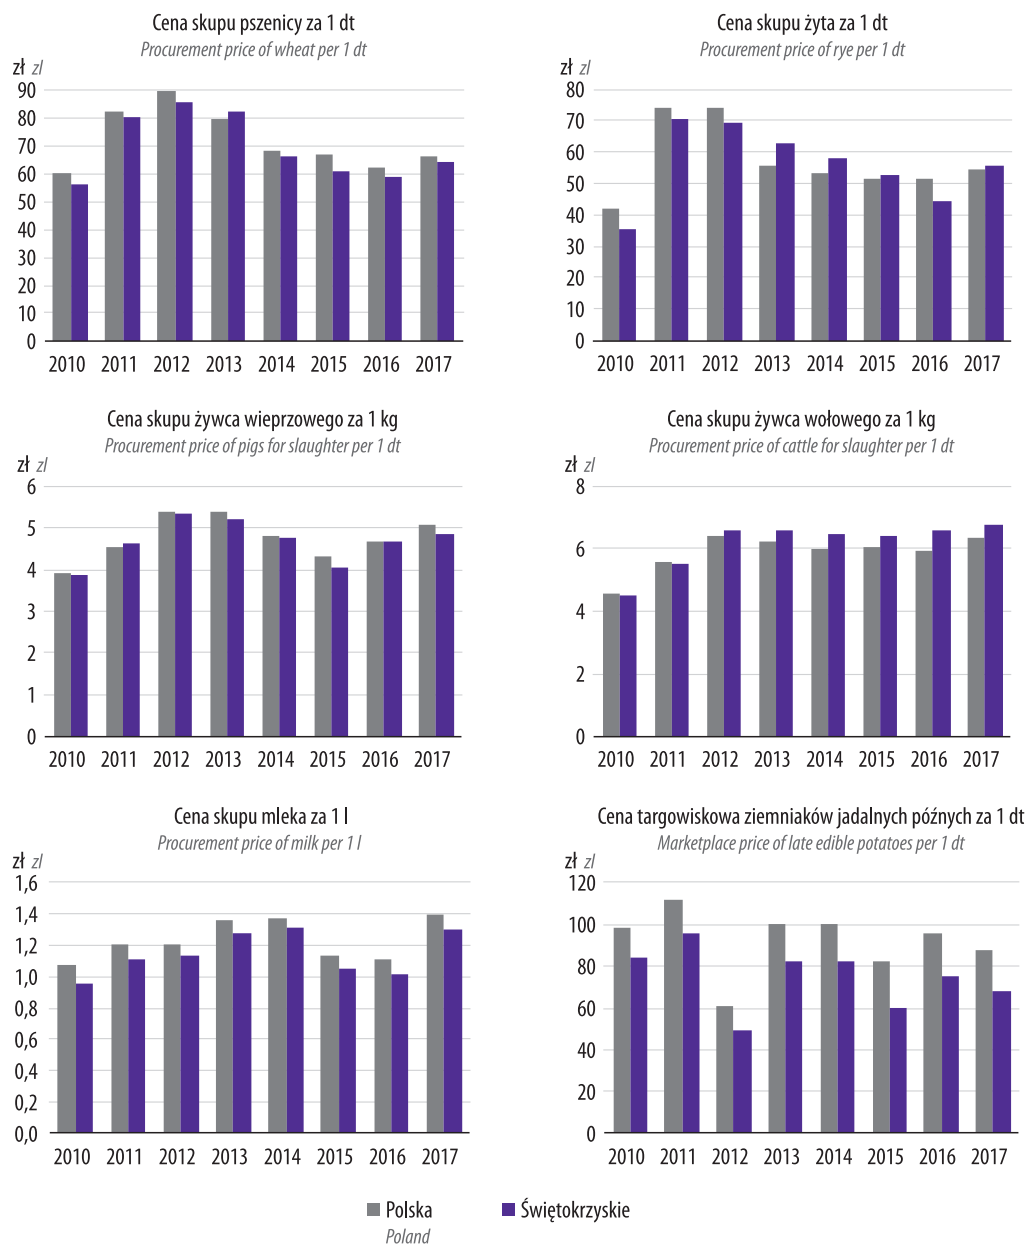 Cena skupu pszenicy za 1 dt
Procurement price of wheat per 1 dt
zł zl
90
80
70
60
50
40
30
20
10
0
2010 2011 2012 2013 2014 2015 2016 2017
Cena skupu żyta za 1 dt
Procurement price of rye per 1 dt
zł zl
80
70
60
50
40
30
20
10
0
2010 2011 2012 2013 2014 2015 2016 2017
Cena skupu żywca wieprzowego za 1 kg
Procurement price of pigs for slaughter per 1 dt
zł zl
6
5
4
3
2
1
0
2010 2011 2012 2013 2014 2015 2016 2017
Cena skupu żywca wołowego za 1 kg
Procurement price of cattle for slaughter per 1 dt
zł zl
8
6
4
2
0
2010 2011 2012 2013 2014 2015 2016 2017
Cena skupu mleka za 1 l
Procurement price of milk per 1 l
zł zl
1,6
1,4
1,2
1,0
0,8
0,6
0,4
0,2
0,0
2010 2011 2012 2013 2014 2015 2016 2017
Cena targowiskowa ziemniaków jadalnych późnych za 1 dt
Marketplace price of late edible potatoes per 1 dt
zł zl
120
100
80
60
40
20
0
2010 2011 2012 2013 2014 2015 2016 2017
Polska
Poland
Świętokrzyskie